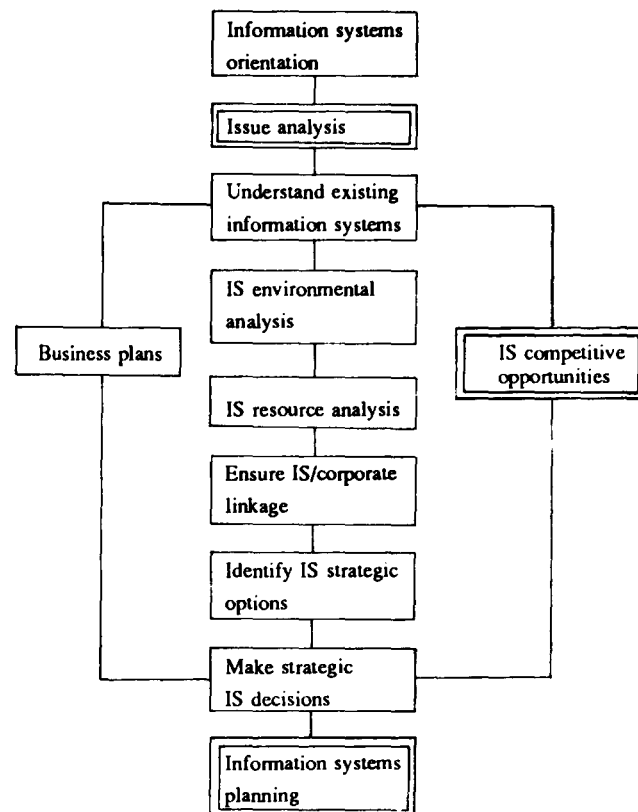 Information systems
orientation
Issue analysis
Understand existing
information systems
IS environmental
analysis
Business plans
IS competitive
opportunities
IS resource analysis
Ensure IS/corporate
linkage
Identify IS strategic
options
Make strategic
IS decisions
Information systems
planning